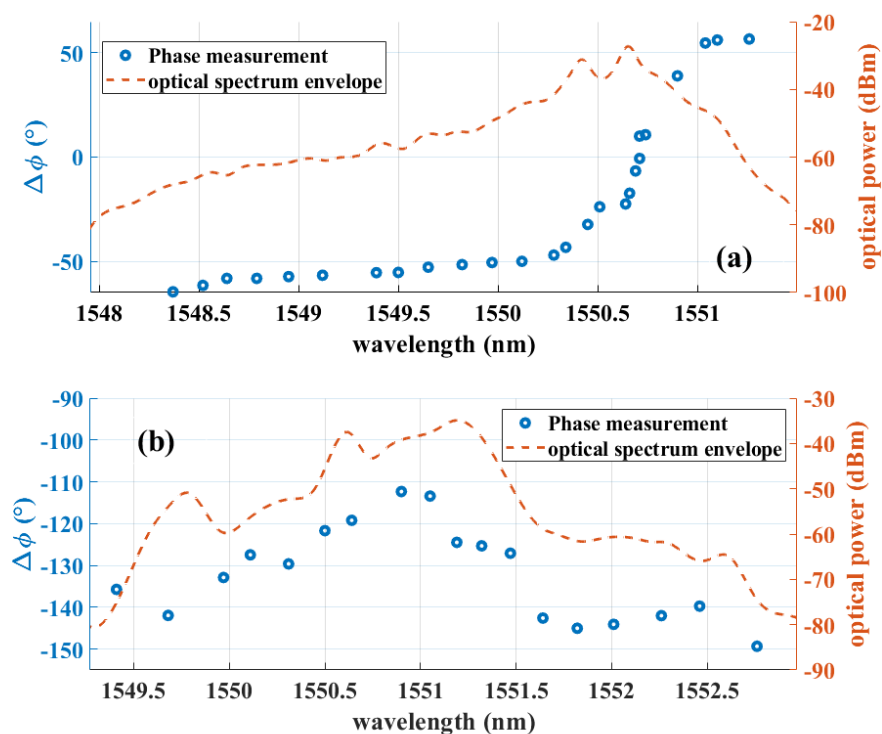 50
0
-50
Δϕ (°)
Phase measurement
optical spectrum envelope
(a)
-20
-40
-60
-80
-100
optical power (dBm)
1548 1548.5 1549 1549.5 1550 1550.5 1551
wavelength (nm)
-90
-100
-110
-120
-130
-140
-150
Δϕ (°)
(b)
Phase measurement
optical spectrum envelope
-30
-40
-50
-60
-70
-80
-90
optical power (dBm)
1549.5 1550 1550.5 1551 1551.5 1552 1552.5
wavelength (nm)